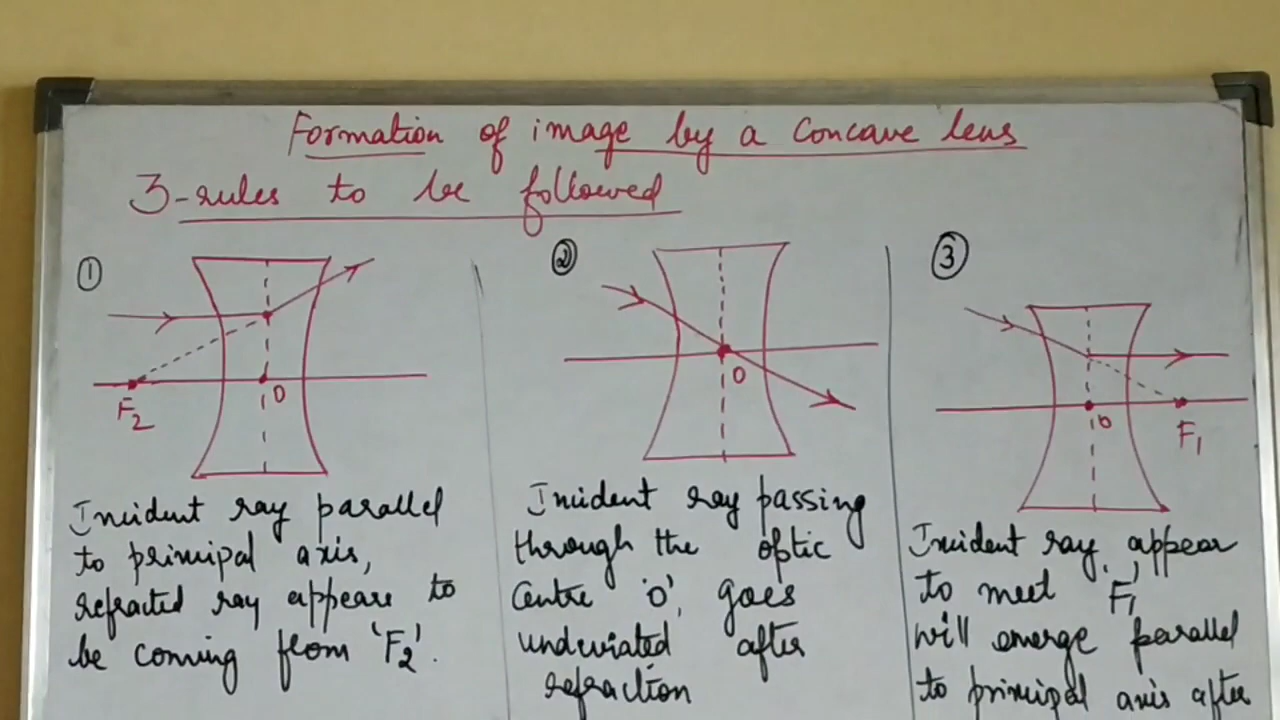 Formation of image by a Concave lens
3-rules to be followed
①
F₂
O
Incident ray parallel
to principal axis,
refracted ray appears to
be coming from 'F₂'.
②
O
Incident ray passing
through the optic
Centre 'O', goes
undeviated after
refraction
③
O
F₁
Incident ray, appear
to meet 'F₁'
will emerge parallel
to principal axis after